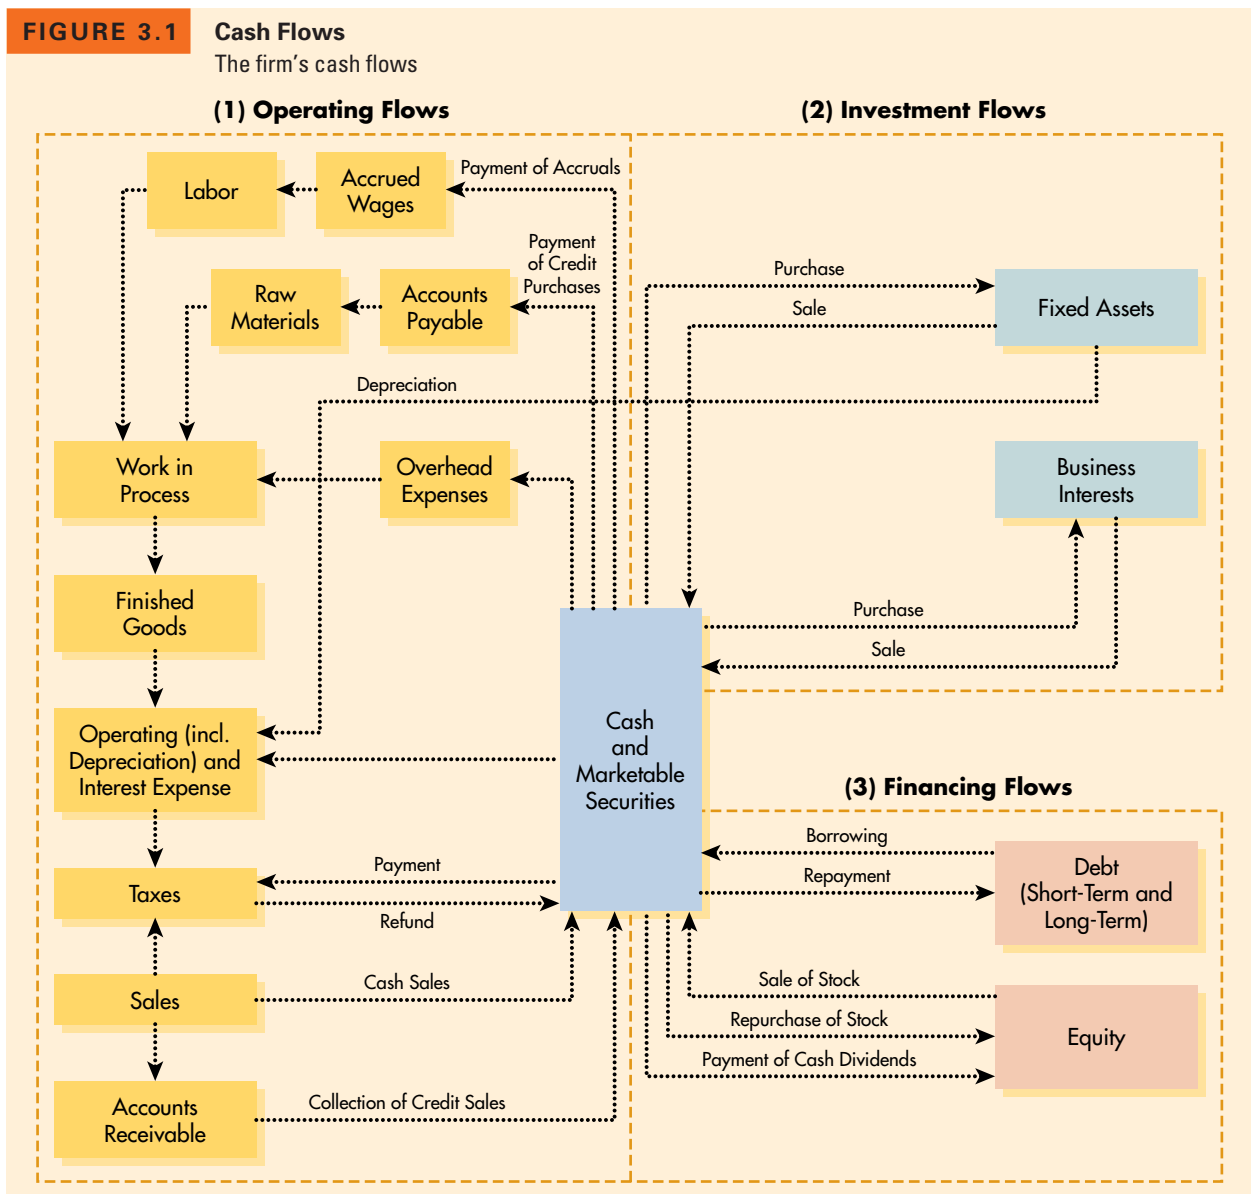 FIGURE 3.1
Cash Flows
The firm's cash flows
(1) Operating Flows
(2) Investment Flows
Labor
Accrued
Wages
Payment of Accruals
Payment
of Credit
Purchases
Raw
Materials
Accounts
Payable
Purchase
Sale
Fixed Assets
Depreciation
Work in
Process
Overhead
Expenses
Business
Interests
Finished
Goods
Purchase
Sale
Operating (incl.
Depreciation) and
Interest Expense
Cash
and
Marketable
Securities
(3) Financing Flows
Borrowing
Repayment
Debt
(Short-Term and
Long-Term)
Taxes
Payment
Refund
Sales
Cash Sales
Sale of Stock
Repurchase of Stock
Payment of Cash Dividends
Equity
Accounts
Receivable
Collection of Credit Sales